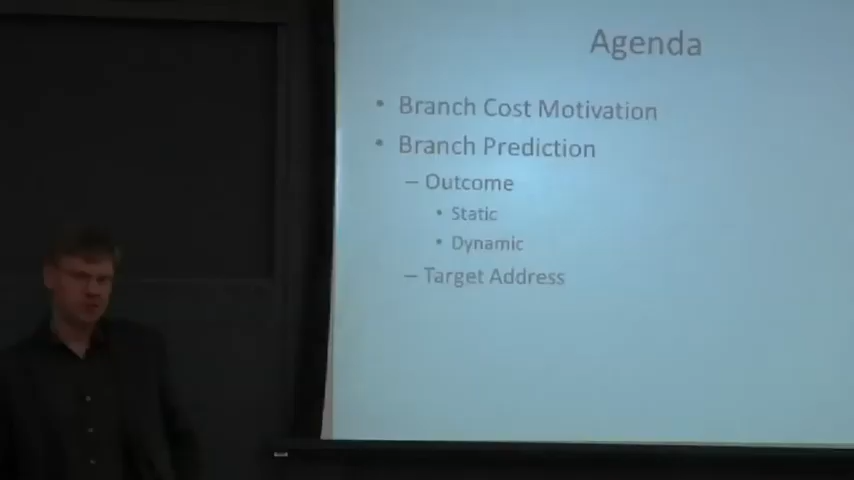 Agenda
• Branch Cost Motivation
• Branch Prediction
– Outcome
• Static
• Dynamic
– Target Address